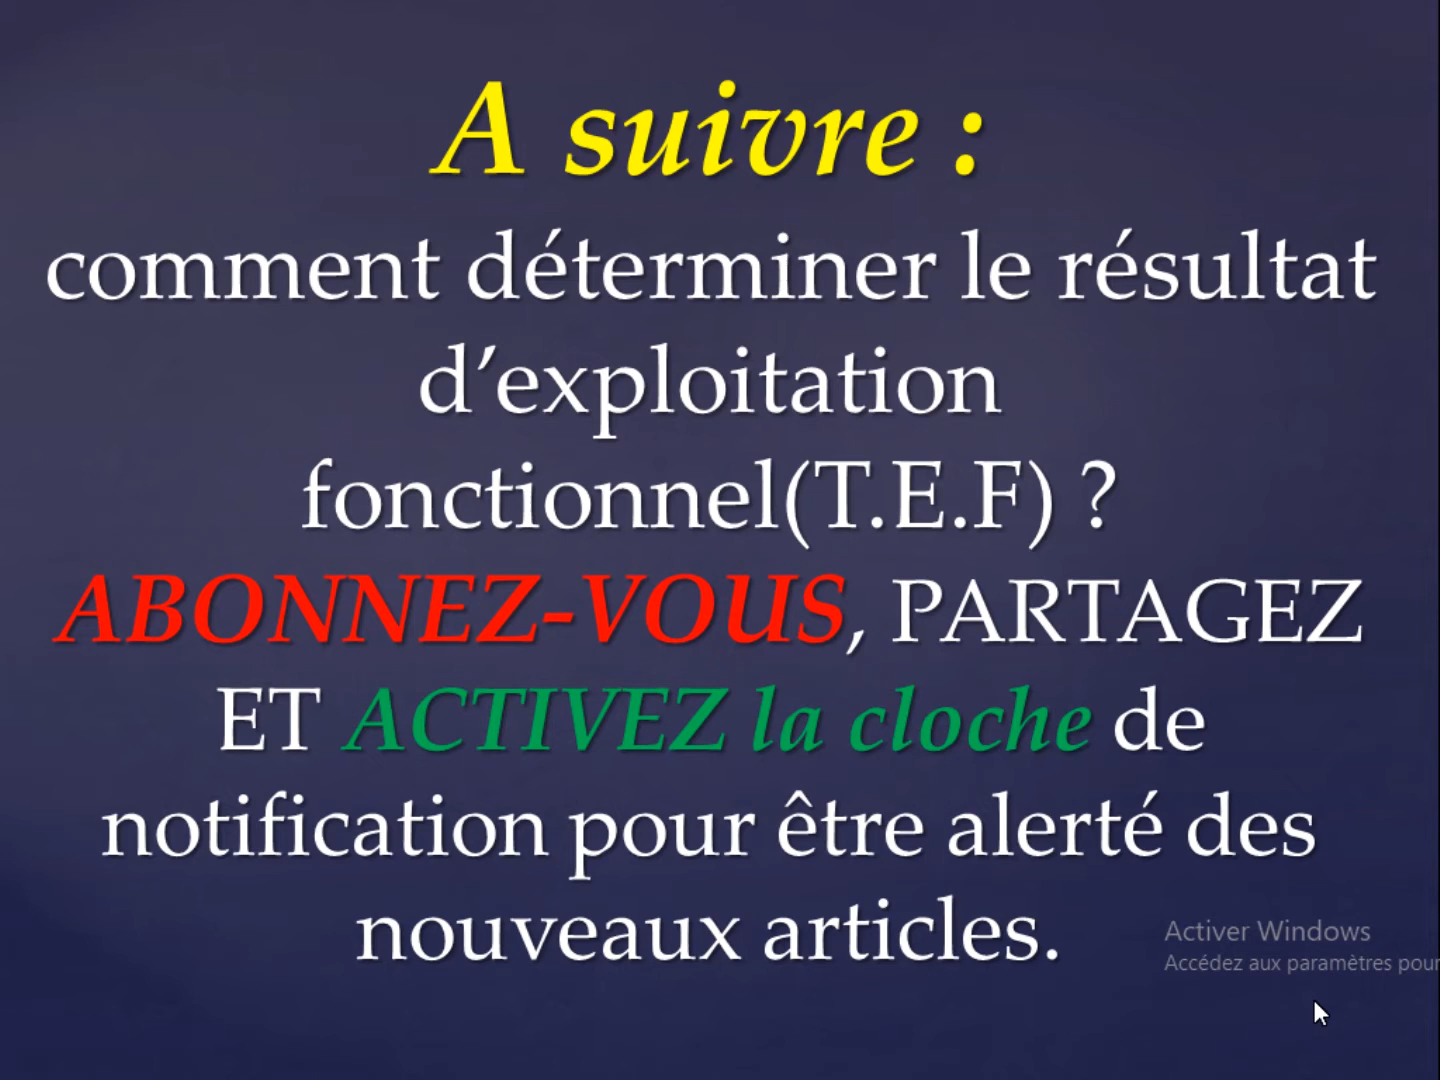 A suivre :
comment déterminer le résultat
d’exploitation
fonctionnel(T.E.F) ?
ABONNEZ-VOUS, PARTAGEZ
ET ACTIVEZ la cloche de
notification pour être alerté des
nouveaux articles.
Activer Windows
Accédez aux paramètres pour